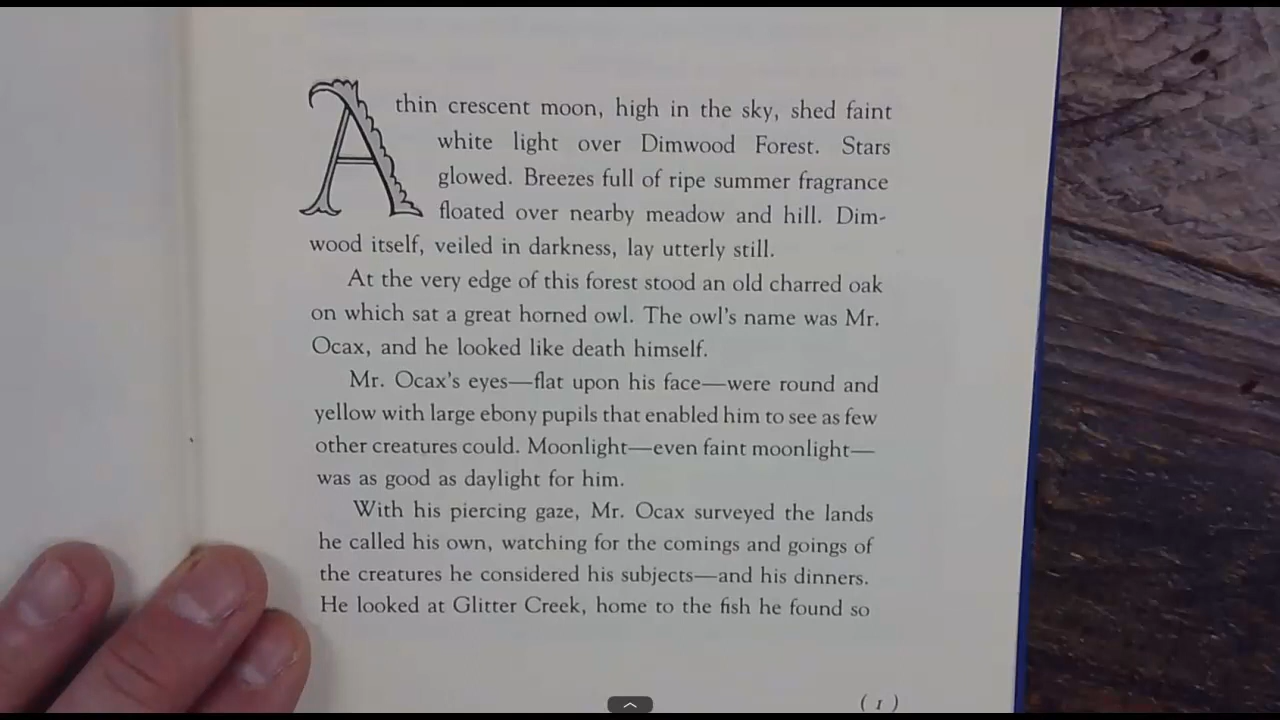 A thin crescent moon, high in the sky, shed faint
white light over Dimwood Forest. Stars
glowed. Breezes full of ripe summer fragrance
floated over nearby meadow and hill. Dim-
wood itself, veiled in darkness, lay utterly still.
At the very edge of this forest stood an old charred oak
on which sat a great horned owl. The owl's name was Mr.
Ocax, and he looked like death himself.
Mr. Ocax's eyes—flat upon his face—were round and
yellow with large ebony pupils that enabled him to see as few
other creatures could. Moonlight—even faint moonlight—
was as good as daylight for him.
With his piercing gaze, Mr. Ocax surveyed the lands
he called his own, watching for the comings and goings of
the creatures he considered his subjects—and his dinners.
He looked at Glitter Creek, home to the fish he found so
( 1 )